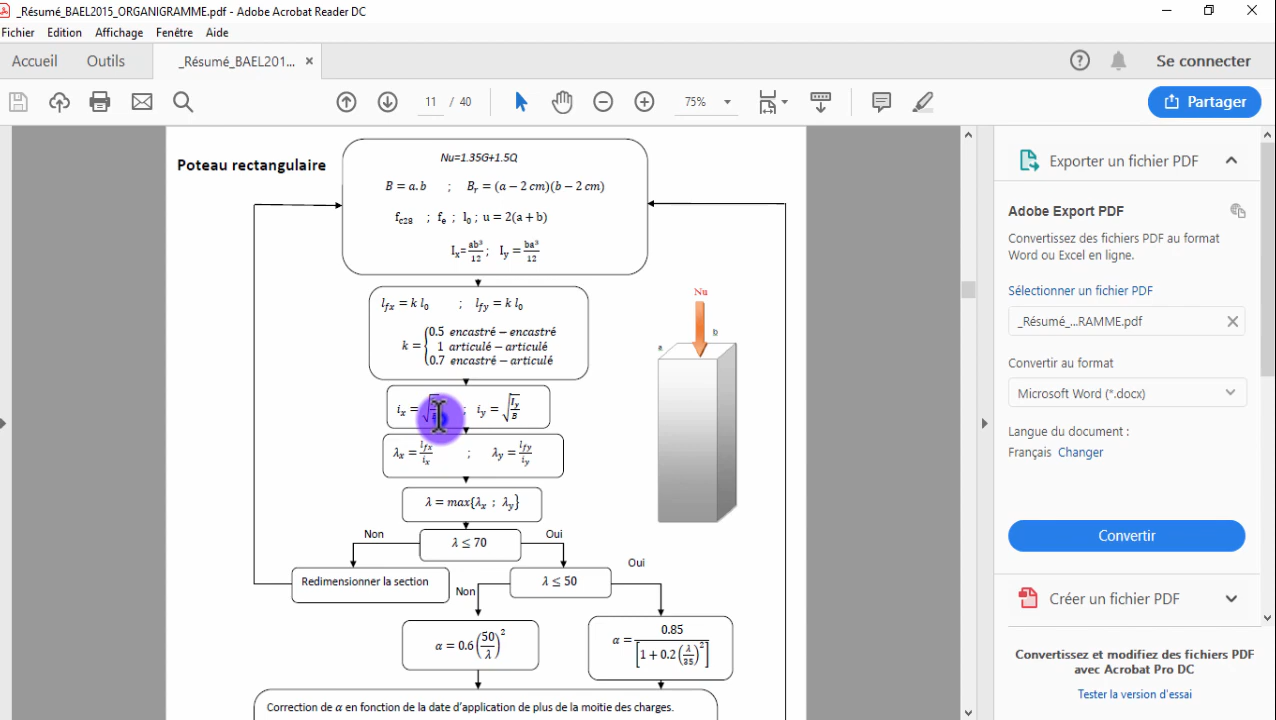 _Résumé_BAEL2015_ORGANIGRAMME.pdf - Adobe Acrobat Reader DC
Fichier Edition Affichage Fenêtre Aide
Accueil Outils _Résumé_BAEL201... × Se connecter
11 / 40 75% Partager
Poteau rectangulaire
Nu=1.35G+1.5Q
B = a.b ; Bᵣ = (a − 2 cm)(b − 2 cm)
f_c28 ; f_e ; l₀ ; u = 2(a + b)
I_x = ab³/12 ; I_y = ba³/12
l_fx = k l₀ ; l_fy = k l₀
k = {
0.5 encastré − encastré
1 articulé − articulé
0.7 encastré − articulé
i_x = √ ; i_y = √(I_y/B)
λ_x = l_fx/i_x ; λ_y = l_fy/i_y
λ = max{λ_x ; λ_y}
Non λ ≤ 70 Oui
Redimensionner la section
Non λ ≤ 50 Oui
α = 0.6 (50/λ)²
α = 0.85/[1 + 0.2 (λ/35)²]
Correction de α en fonction de la date d'application de plus de la moitie des charges.
Nu
a
b
Exporter un fichier PDF
Adobe Export PDF
Convertissez des fichiers PDF au format
Word ou Excel en ligne.
Sélectionner un fichier PDF
_Résumé_...RAMME.pdf ×
Convertir au format
Microsoft Word (*.docx)
Langue du document :
Français Changer
Convertir
Créer un fichier PDF
Convertissez et modifiez des fichiers PDF
avec Acrobat Pro DC
Tester la version d'essai